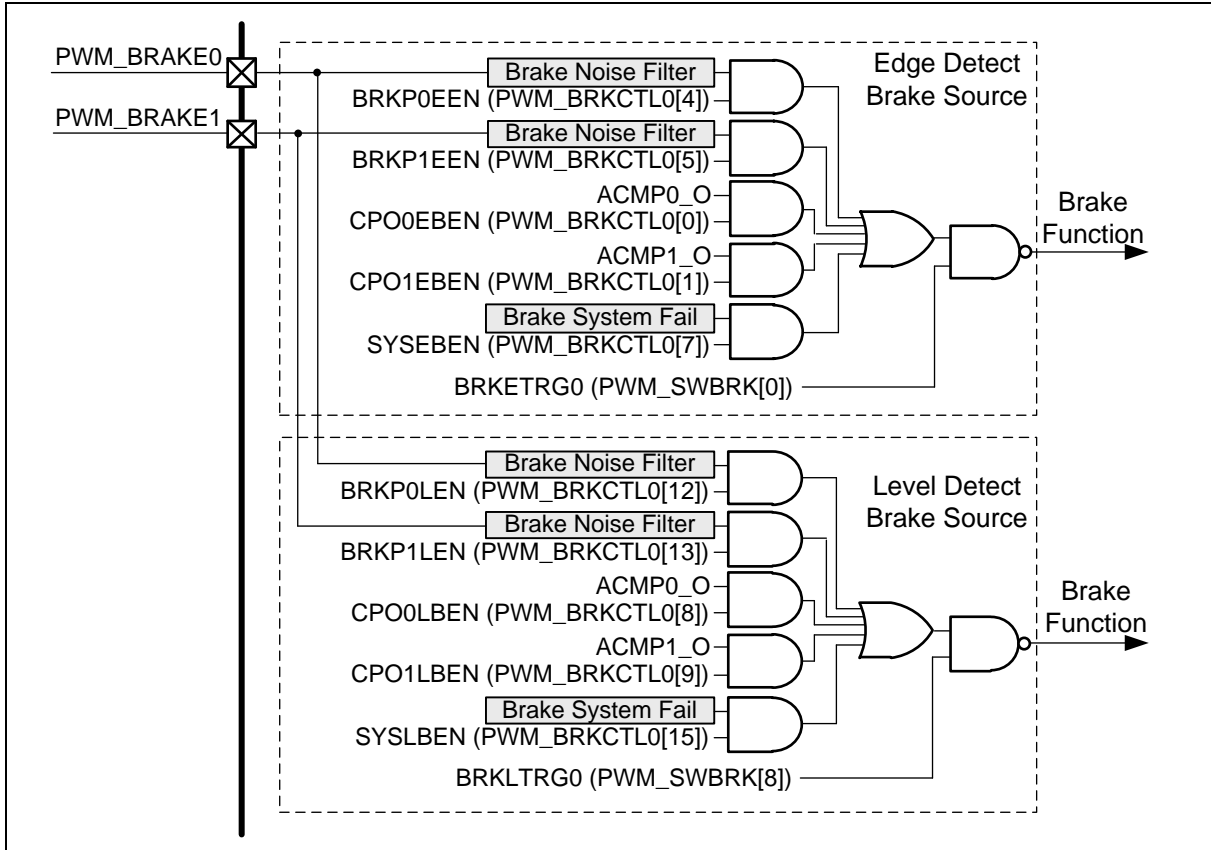 PWM_BRAKE0
PWM_BRAKE1
Edge Detect
Brake Source
Brake Noise Filter
BRKP0EEN (PWM_BRKCTL0[4])
Brake Noise Filter
BRKP1EEN (PWM_BRKCTL0[5])
ACMP0_O
CPO0EBEN (PWM_BRKCTL0[0])
ACMP1_O
CPO1EBEN (PWM_BRKCTL0[1])
Brake System Fail
SYSEBEN (PWM_BRKCTL0[7])
BRKETRG0 (PWM_SWBRK[0])
Brake
Function
Level Detect
Brake Source
Brake Noise Filter
BRKP0LEN (PWM_BRKCTL0[12])
Brake Noise Filter
BRKP1LEN (PWM_BRKCTL0[13])
ACMP0_O
CPO0LBEN (PWM_BRKCTL0[8])
ACMP1_O
CPO1LBEN (PWM_BRKCTL0[9])
Brake System Fail
SYSLBEN (PWM_BRKCTL0[15])
BRKLTRG0 (PWM_SWBRK[8])
Brake
Function